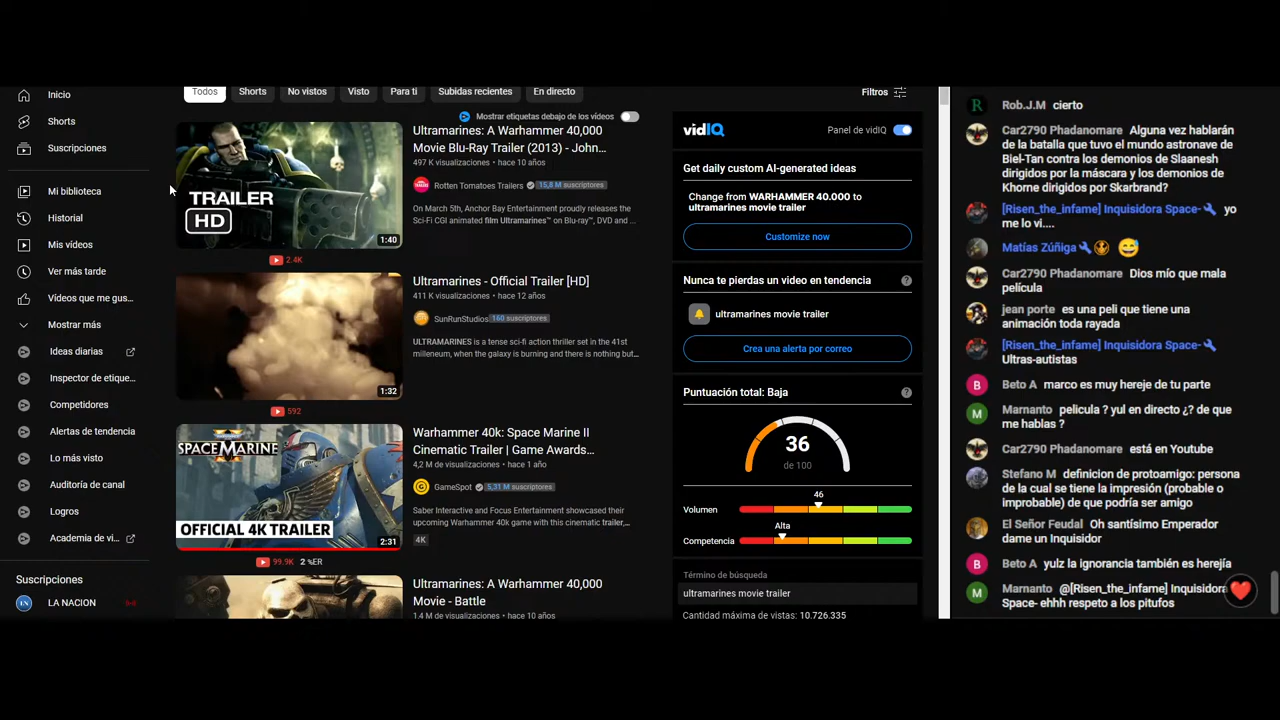 Inicio
Shorts
Suscripciones
Mi biblioteca
Historial
Mis vídeos
Ver más tarde
Vídeos que me gus...
Mostrar más
Ideas diarias
Inspector de etique...
Competidores
Alertas de tendencia
Lo más visto
Auditoría de canal
Logros
Academia de vi...
Suscripciones
LA NACION
Todos Shorts No vistos Visto Para ti Subidas recientes En directo
Filtros
Mostrar etiquetas debajo de los vídeos
TRAILER
HD
1:40
2.4K
Ultramarines: A Warhammer 40,000
Movie Blu-Ray Trailer (2013) - John...
497 K visualizaciones • hace 10 años
Rotten Tomatoes Trailers 15,8 M suscriptores
On March 5th, Anchor Bay Entertainment proudly releases the
Sci-Fi CGI animated film Ultramarines™ on Blu-ray™, DVD and ...
1:32
592
Ultramarines - Official Trailer [HD]
411 K visualizaciones • hace 12 años
SunRunStudios 160 suscriptores
ULTRAMARINES is a tense sci-fi action thriller set in the 41st
milleneum, when the galaxy is burning and there is nothing but...
SPACE MARINE
OFFICIAL 4K TRAILER
2:31
99.9K 2 %ER
Warhammer 40k: Space Marine II
Cinematic Trailer | Game Awards...
4,2 M de visualizaciones • hace 1 año
GameSpot 5,31 M suscriptores
Saber Interactive and Focus Entertainment showcased their
upcoming Warhammer 40k game with this cinematic trailer,...
4K
Ultramarines: A Warhammer 40,000
Movie - Battle
1,4 M de visualizaciones • hace 10 años
vidIQ
Panel de vidIQ
Get daily custom AI-generated ideas
Change from WARHAMMER 40.000 to
ultramarines movie trailer
Customize now
Nunca te pierdas un video en tendencia
ultramarines movie trailer
Crea una alerta por correo
Puntuación total: Baja
36
de 100
46
Volumen
Alta
Competencia
Término de búsqueda
ultramarines movie trailer
Cantidad máxima de vistas: 10.726.335
Rob.J.M cierto
Car2790 Phadanomare Alguna vez hablarán
de la batalla que tuvo el mundo astronave de
Biel-Tan contra los demonios de Slaanesh
dirigidos por la máscara y los demonios de
Khorne dirigidos por Skarbrand?
[Risen_the_infame] Inquisidora Space- yo
me lo vi....
Matías Zúñiga
Car2790 Phadanomare Dios mío que mala
película
jean porte es una peli que tiene una
animación toda rayada
[Risen_the_infame] Inquisidora Space-
Ultras-autistas
Beto A marco es muy hereje de tu parte
Marnanto pelicula ? yul en directo ¿? de que
me hablas ?
Car2790 Phadanomare está en Youtube
Stefano M definicion de protoamigo: persona
de la cual se tiene la impresión (probable o
improbable) de que podría ser amigo
El Señor Feudal Oh santísimo Emperador
dame un Inquisidor
Beto A yulz la ignorancia también es herejía
Marnanto @[Risen_the_infame] Inquisidora
Space- ehhh respeto a los pitufos